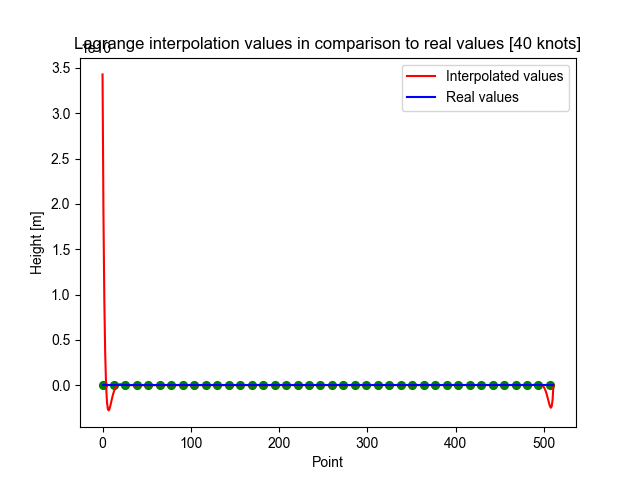 Lagrange interpolation values in comparison to real values [40 knots]
1e10
3.5
3.0
2.5
2.0
1.5
1.0
0.5
0.0
Height [m]
Interpolated values
Real values
0 100 200 300 400 500
Point